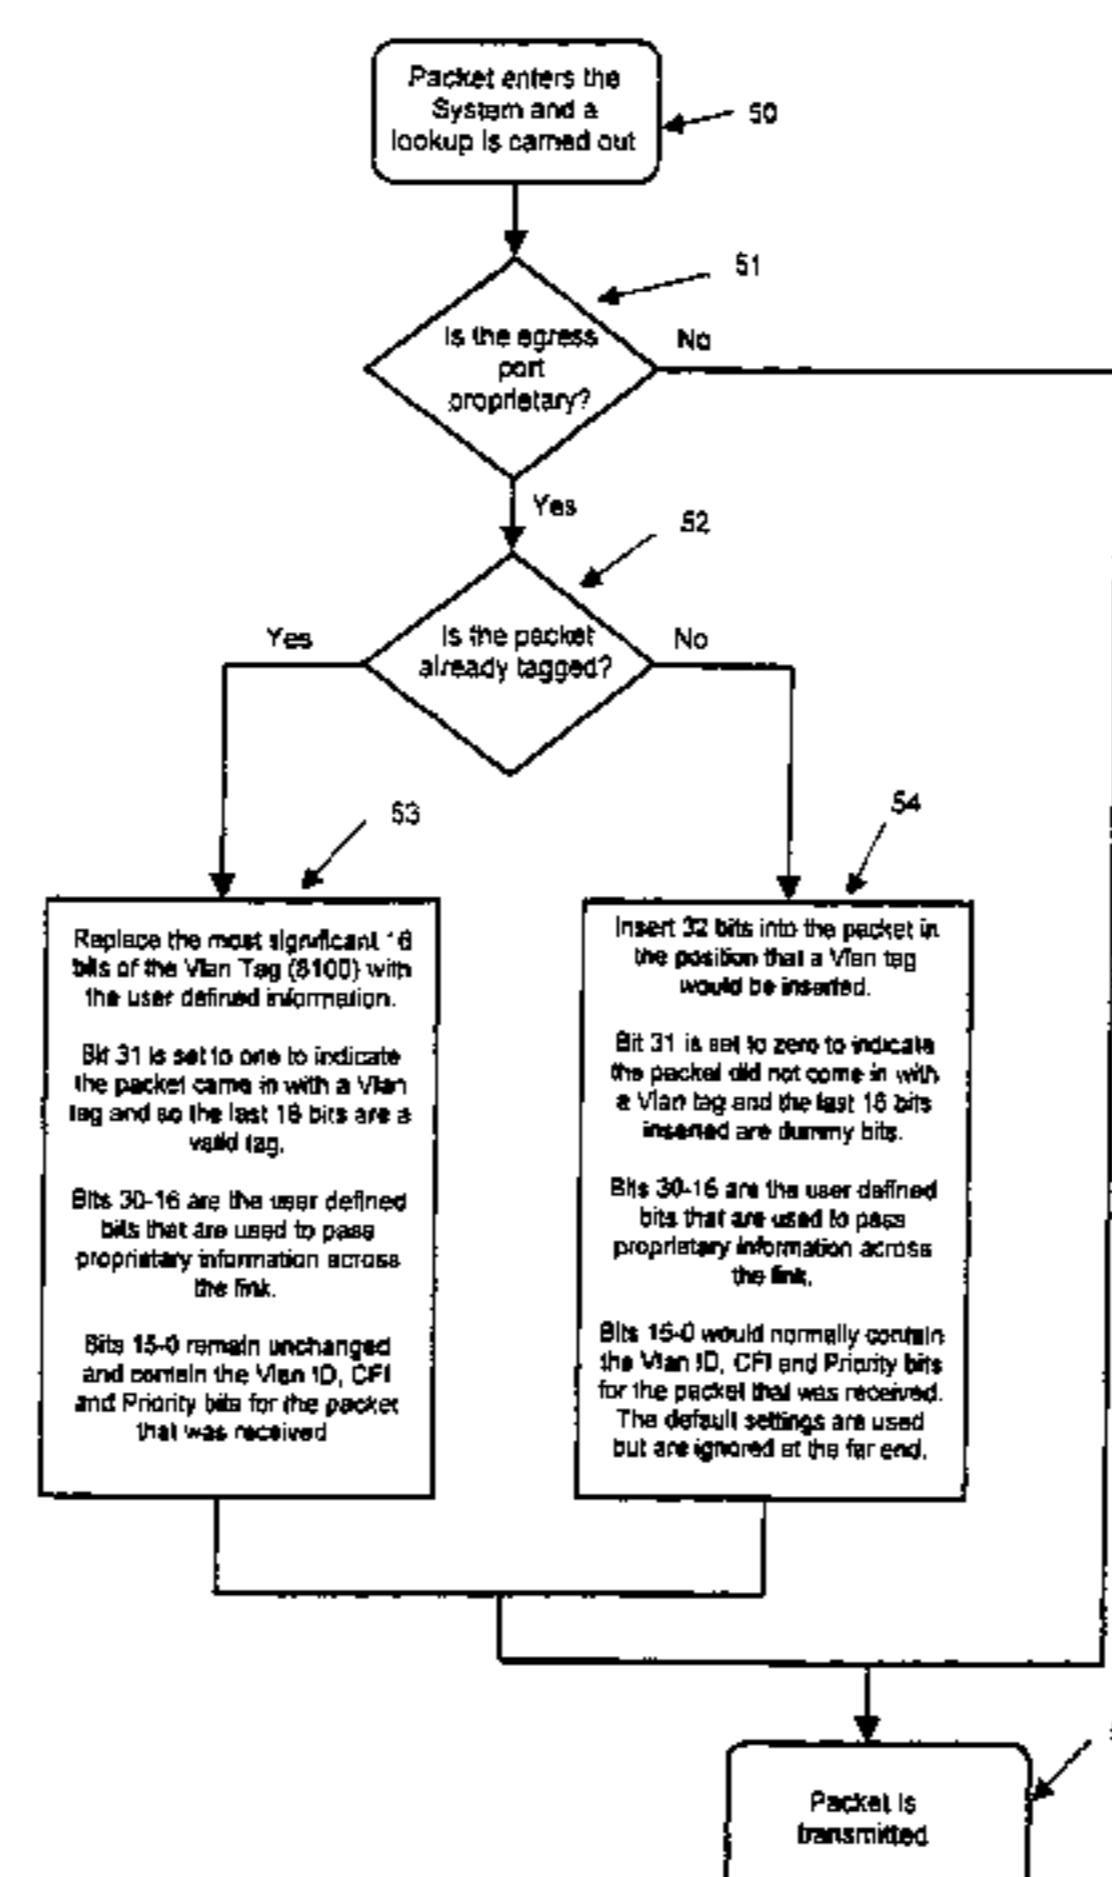 Packet enters the
System and a
lookup is carried out
50
51
Is the egress
port
proprietary?
No
Yes
52
Is the packet
already tagged?
Yes
No
53
54
Replace the most significant 16
bits of the Vlan Tag (8100) with
the user defined information.
Bit 31 is set to one to indicate
the packet came in with a Vlan
tag and so the last 16 bits are a
valid tag.
Bits 30-16 are the user defined
bits that are used to pass
proprietary information across
the link.
Bits 15-0 remain unchanged
and contain the Vlan ID, CFI
and Priority bits for the packet
that was received
Insert 32 bits into the packet in
the position that a Vlan tag
would be inserted.
Bit 31 is set to zero to indicate
the packet did not come in with
a Vlan tag and the last 16 bits
inserted are dummy bits.
Bits 30-16 are the user defined
bits that are used to pass
proprietary information across
the link.
Bits 15-0 would normally contain
the Vlan ID, CFI and Priority bits
for the packet that was received.
The default settings are used
but are ignored at the far end.
Packet is
transmitted